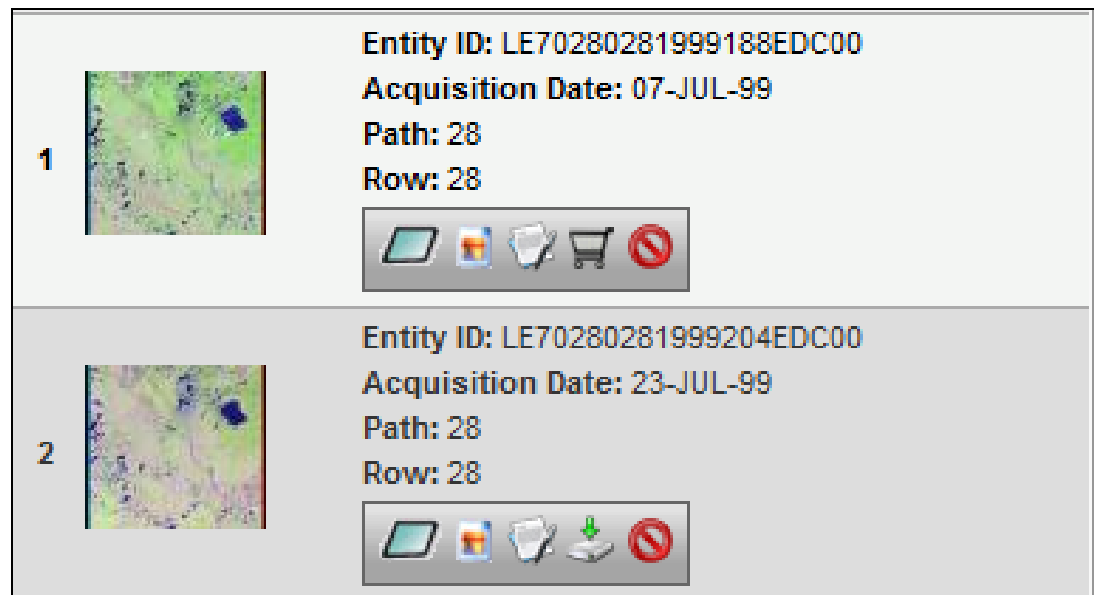 1
Entity ID: LE70280281999188EDC00
Acquisition Date: 07-JUL-99
Path: 28
Row: 28
2
Entity ID: LE70280281999204EDC00
Acquisition Date: 23-JUL-99
Path: 28
Row: 28